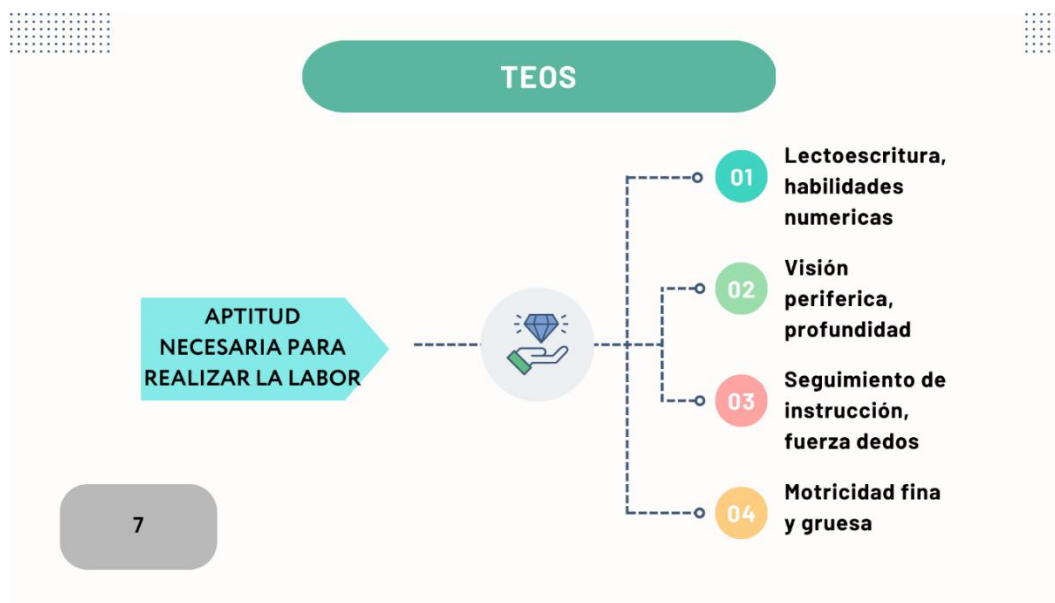 TEOS
APTITUD
NECESARIA PARA
REALIZAR LA LABOR
01
Lectoescritura,
habilidades
numericas
02
Visión
periferica,
profundidad
03
Seguimiento de
instrucción,
fuerza dedos
04
Motricidad fina
y gruesa
7